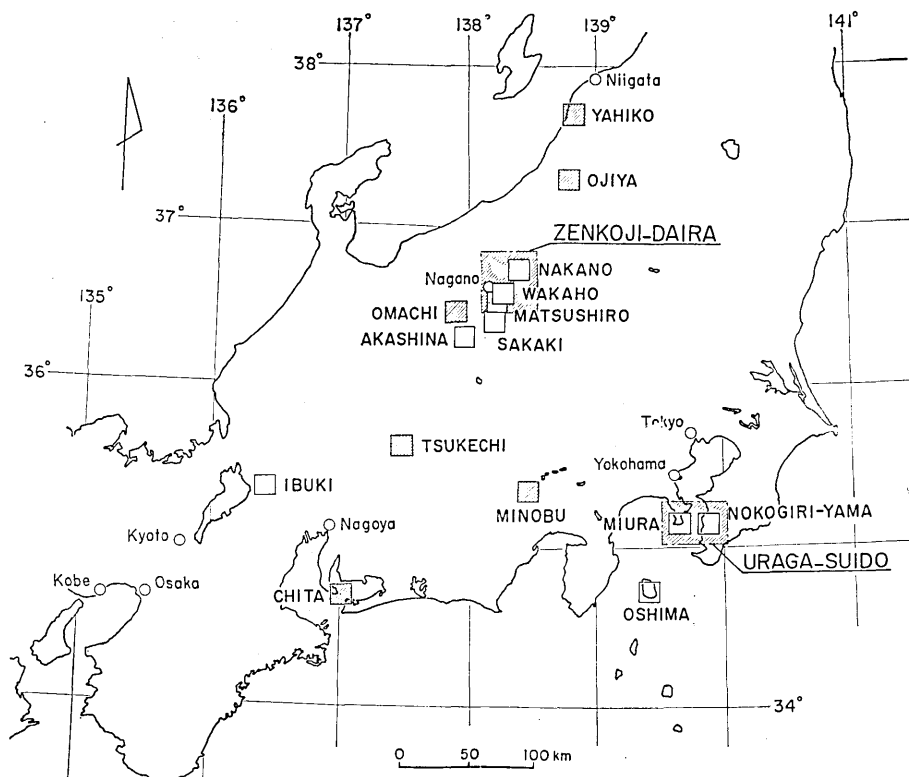 137°
138°
139°
141°
38°
Niigata
136°
YAHIKO
OJIYA
37°
ZENKOJI-DAIRA
NAKANO
Nagano
135°
WAKAHO
OMACHI
MATSUSHIRO
AKASHINA
SAKAKI
36°
Tokyo
TSUKECHI
Yokohama
IBUKI
MINOBU
MIURA
NOKOGIRI-YAMA
Nagoya
Kyoto
URAGA-SUIDO
Kobe
Osaka
CHITA
OSHIMA
34°
0 50 100 km